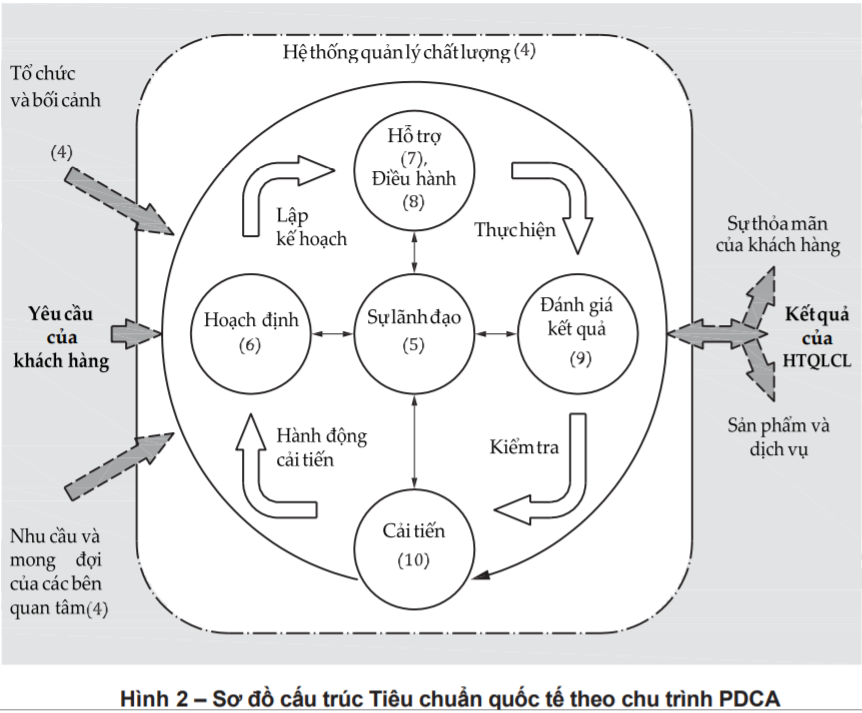 Hệ thống quản lý chất lượng (4)
Tổ chức
và bối cảnh
(4)
Hỗ trợ
(7),
Điều hành
(8)
Lập
kế hoạch
Thực hiện
Sự thỏa mãn
của khách hàng
Yêu cầu
của
khách hàng
Hoạch định
(6)
Sự lãnh đạo
(5)
Đánh giá
kết quả
(9)
Kết quả
của
HTQLCL
Hành động
cải tiến
Kiểm tra
Sản phẩm và
dịch vụ
Cải tiến
(10)
Nhu cầu và
mong đợi
của các bên
quan tâm(4)
Hình 2 – Sơ đồ cấu trúc Tiêu chuẩn quốc tế theo chu trình PDCA